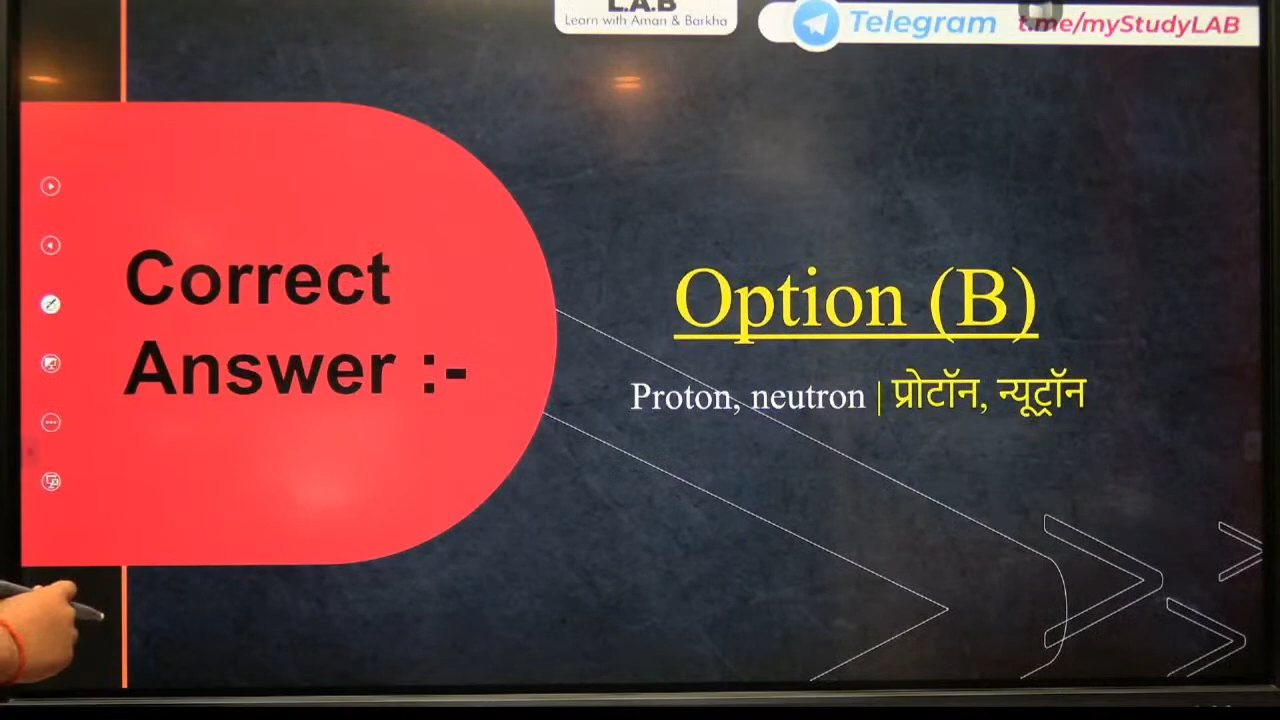 L.A.B
Learn with Aman & Barkha
Telegram t.me/myStudyLAB
Correct
Answer :-
Option (B)
Proton, neutron | प्रोटॉन, न्यूट्रॉन